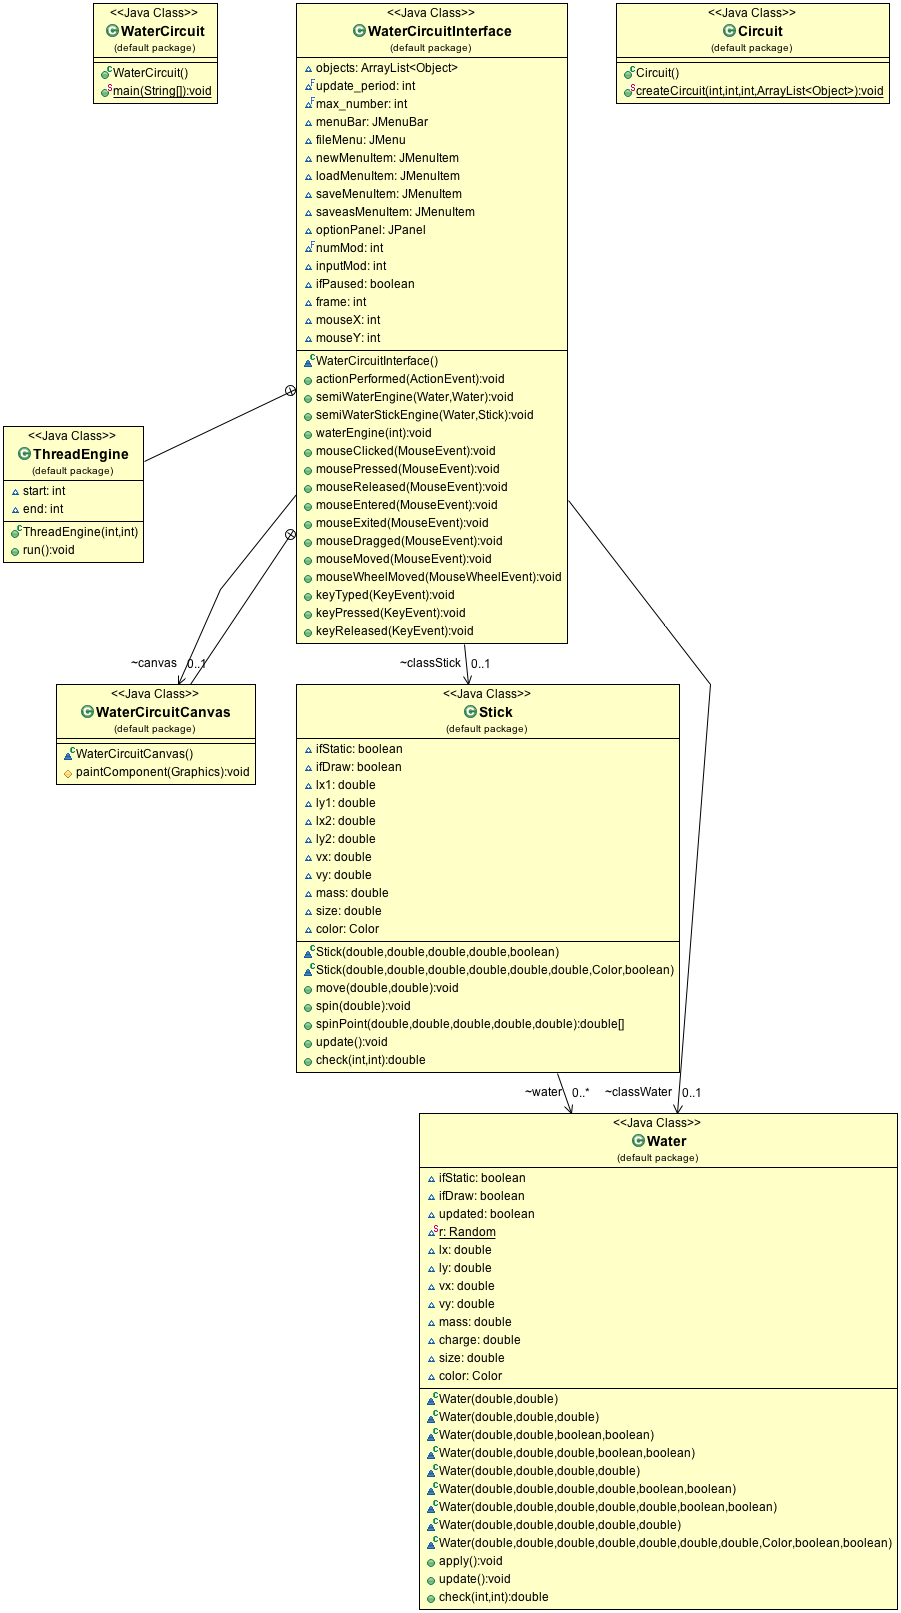 <<Java Class>>
WaterCircuit
(default package)
WaterCircuit()
main(String[]):void
<<Java Class>>
WaterCircuitInterface
(default package)
objects: ArrayList<Object>
update_period: int
max_number: int
menuBar: JMenuBar
fileMenu: JMenu
newMenuItem: JMenuItem
loadMenuItem: JMenuItem
saveMenuItem: JMenuItem
saveasMenuItem: JMenuItem
optionPanel: JPanel
numMod: int
inputMod: int
ifPaused: boolean
frame: int
mouseX: int
mouseY: int
WaterCircuitInterface()
actionPerformed(ActionEvent):void
semiWaterEngine(Water,Water):void
semiWaterStickEngine(Water,Stick):void
waterEngine(int):void
mouseClicked(MouseEvent):void
mousePressed(MouseEvent):void
mouseReleased(MouseEvent):void
mouseEntered(MouseEvent):void
mouseExited(MouseEvent):void
mouseDragged(MouseEvent):void
mouseMoved(MouseEvent):void
mouseWheelMoved(MouseWheelEvent):void
keyTyped(KeyEvent):void
keyPressed(KeyEvent):void
keyReleased(KeyEvent):void
<<Java Class>>
Circuit
(default package)
Circuit()
createCircuit(int,int,int,ArrayList<Object>):void
<<Java Class>>
ThreadEngine
(default package)
start: int
end: int
ThreadEngine(int,int)
run():void
~canvas 0..1
~classStick 0..1
<<Java Class>>
WaterCircuitCanvas
(default package)
WaterCircuitCanvas()
paintComponent(Graphics):void
<<Java Class>>
Stick
(default package)
ifStatic: boolean
ifDraw: boolean
lx1: double
ly1: double
lx2: double
ly2: double
vx: double
vy: double
mass: double
size: double
color: Color
Stick(double,double,double,double,boolean)
Stick(double,double,double,double,double,double,Color,boolean)
move(double,double):void
spin(double):void
spinPoint(double,double,double,double,double):double[]
update():void
check(int,int):double
~water 0..*
~classWater 0..1
<<Java Class>>
Water
(default package)
ifStatic: boolean
ifDraw: boolean
updated: boolean
r: Random
lx: double
ly: double
vx: double
vy: double
mass: double
charge: double
size: double
color: Color
Water(double,double)
Water(double,double,double)
Water(double,double,boolean,boolean)
Water(double,double,double,boolean,boolean)
Water(double,double,double,double)
Water(double,double,double,double,boolean,boolean)
Water(double,double,double,double,double,boolean,boolean)
Water(double,double,double,double,double)
Water(double,double,double,double,double,double,double,Color,boolean,boolean)
apply():void
update():void
check(int,int):double